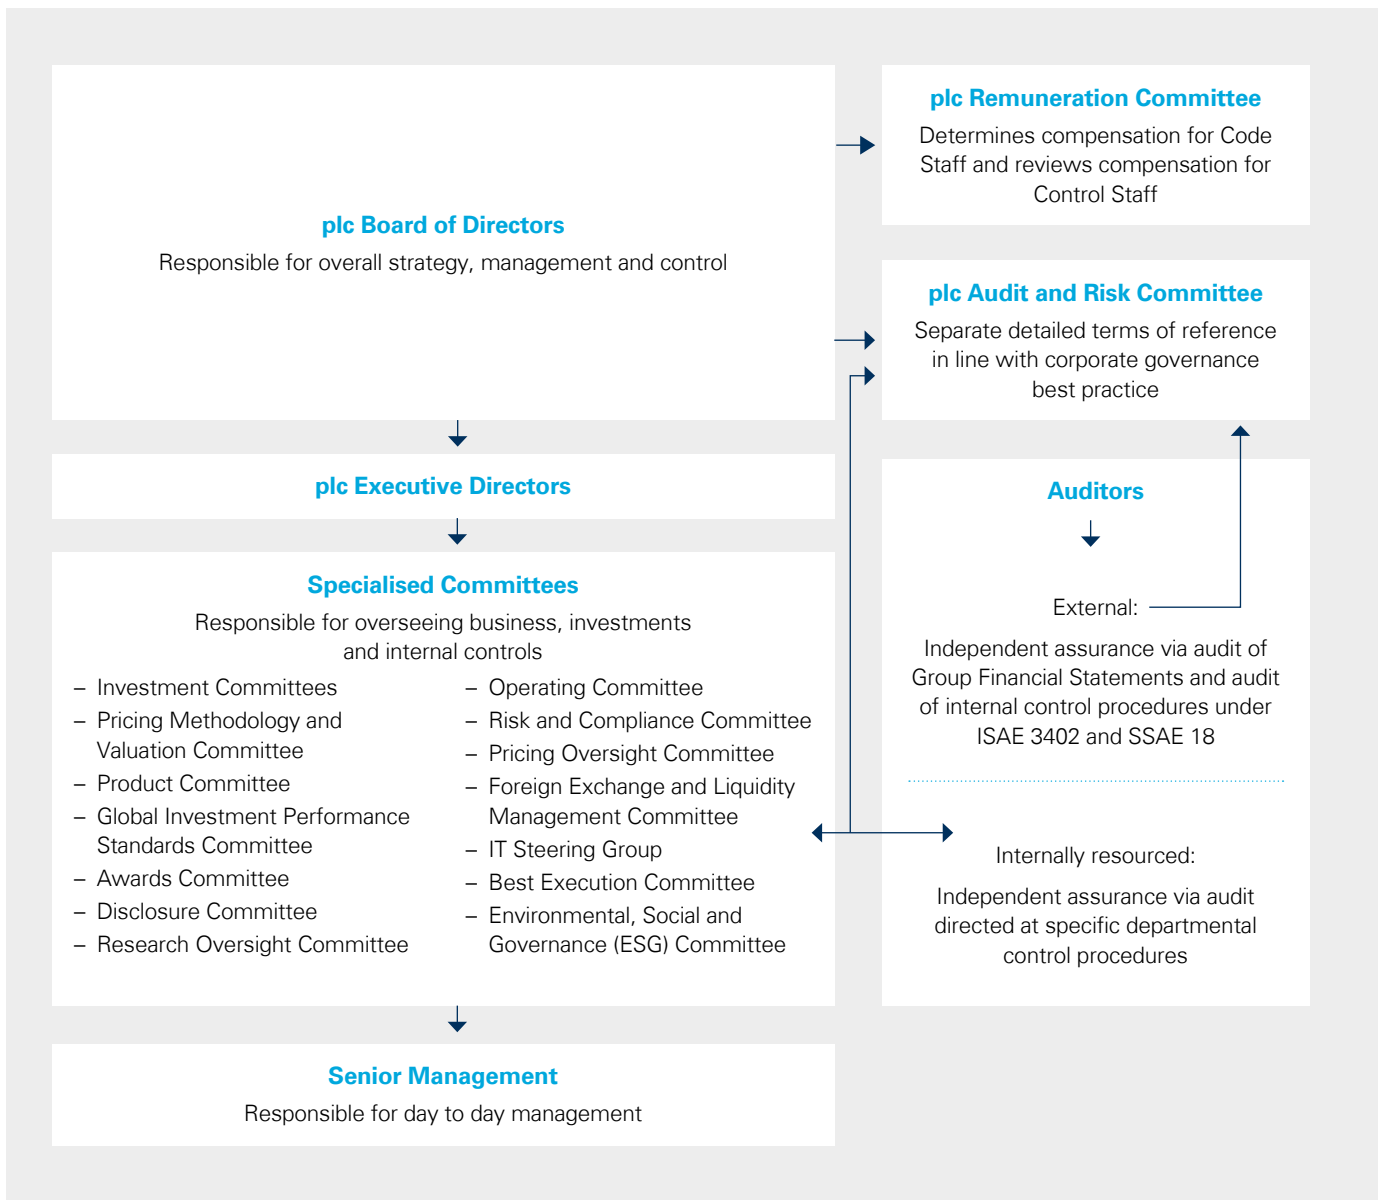 plc Board of Directors
Responsible for overall strategy, management and control
plc Remuneration Committee
Determines compensation for Code
Staff and reviews compensation for
Control Staff
plc Audit and Risk Committee
Separate detailed terms of reference
in line with corporate governance
best practice
plc Executive Directors
Specialised Committees
Responsible for overseeing business, investments
and internal controls
– Investment Committees
– Pricing Methodology and
Valuation Committee
– Product Committee
– Global Investment Performance
Standards Committee
– Awards Committee
– Disclosure Committee
– Research Oversight Committee
– Operating Committee
– Risk and Compliance Committee
– Pricing Oversight Committee
– Foreign Exchange and Liquidity
Management Committee
– IT Steering Group
– Best Execution Committee
– Environmental, Social and
Governance (ESG) Committee
Auditors
External:
Independent assurance via audit of
Group Financial Statements and audit
of internal control procedures under
ISAE 3402 and SSAE 18
Internally resourced:
Independent assurance via audit
directed at specific departmental
control procedures
Senior Management
Responsible for day to day management